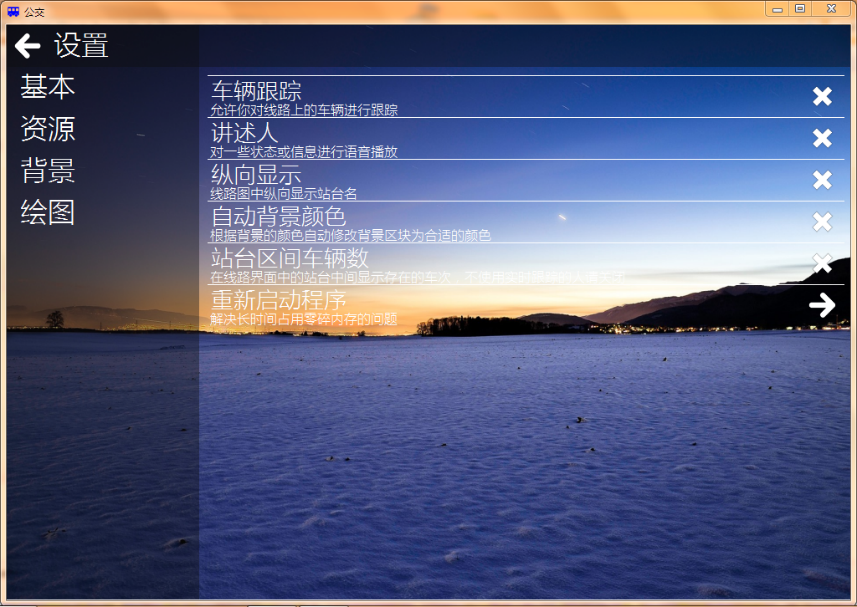 公交
设置
基本
资源
背景
绘图
车辆跟踪
允许你对线路上的车辆进行跟踪
讲述人
对一些状态或信息进行语音播放
纵向显示
线路图中纵向显示站台名
自动背景颜色
根据背景的颜色自动修改背景区块为合适的颜色
站台区间车辆数
在线路界面中的站台中间显示存在的车次，不使用实时
重新启动程序
解决长时间占用零碎内存的问题